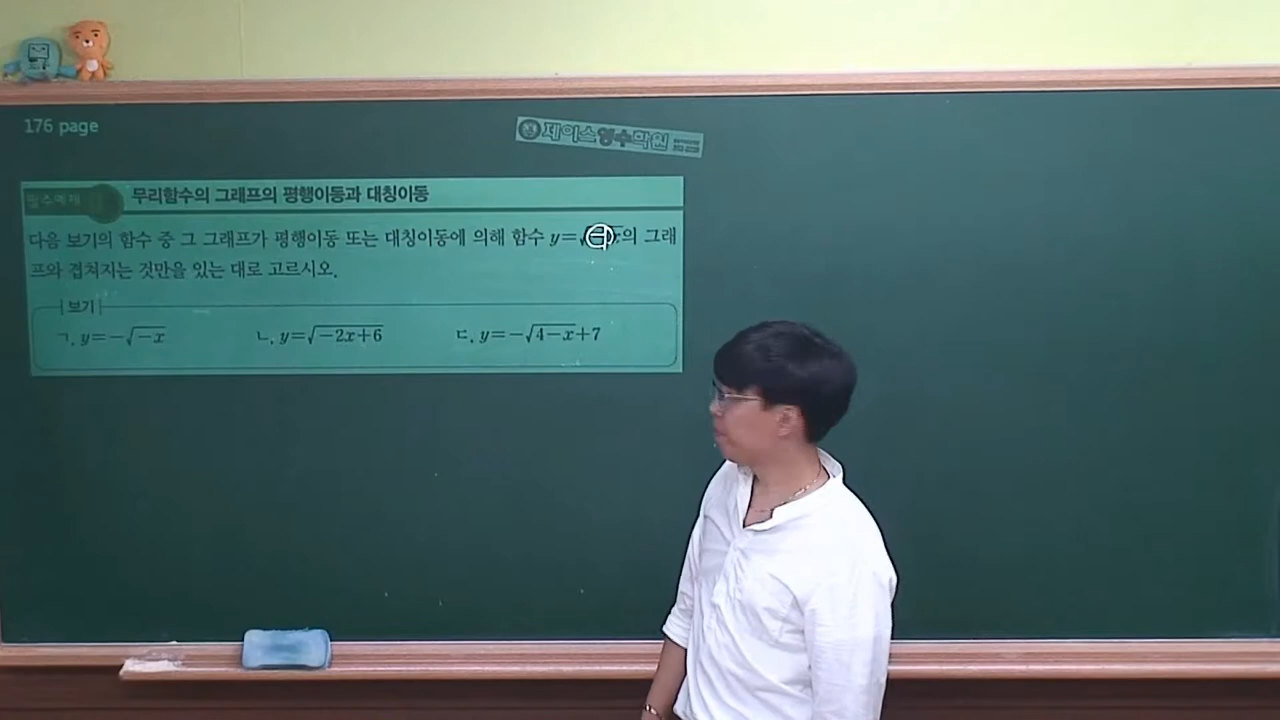 176 page
제이스영수학원
필수예제
무리함수의 그래프의 평행이동과 대칭이동
다음 보기의 함수 중 그 그래프가 평행이동 또는 대칭이동에 의해 함수 y=√ 의 그래
프와 겹쳐지는 것만을 있는 대로 고르시오.
보기
ㄱ. y=−√−x ㄴ. y=√−2x+6 ㄷ. y=−√4−x+7